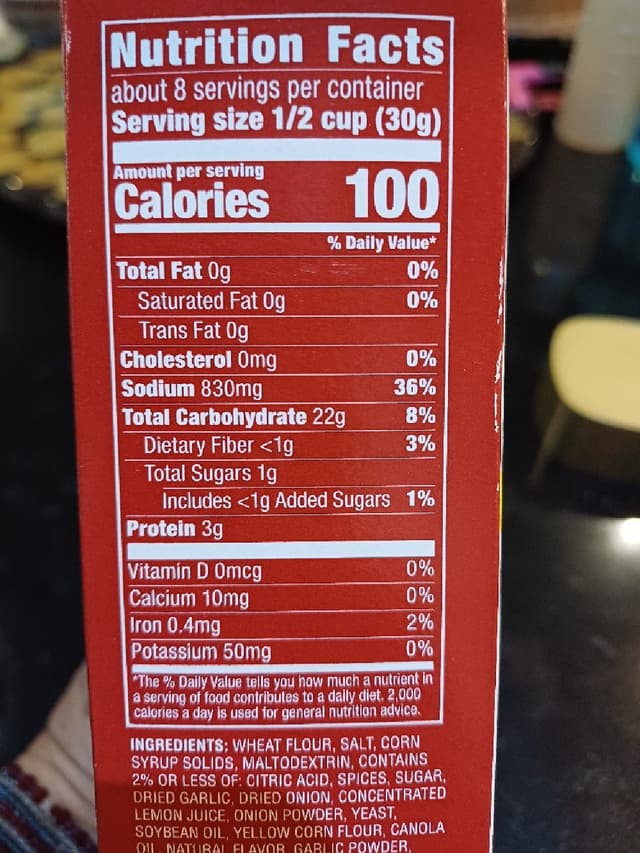 Nutrition Facts
about 8 servings per container
Serving size 1/2 cup (30g)
Amount per serving
Calories 100
% Daily Value*
Total Fat 0g 0%
Saturated Fat 0g 0%
Trans Fat 0g
Cholesterol 0mg 0%
Sodium 830mg 36%
Total Carbohydrate 22g 8%
Dietary Fiber <1g 3%
Total Sugars 1g
Includes <1g Added Sugars 1%
Protein 3g
Vitamin D 0mcg 0%
Calcium 10mg 0%
Iron 0.4mg 2%
Potassium 50mg 0%
*The % Daily Value tells you how much a nutrient in
a serving of food contributes to a daily diet. 2,000
calories a day is used for general nutrition advice.
INGREDIENTS: WHEAT FLOUR, SALT, CORN
SYRUP SOLIDS, MALTODEXTRIN, CONTAINS
2% OR LESS OF: CITRIC ACID, SPICES, SUGAR,
DRIED GARLIC, DRIED ONION, CONCENTRATED
LEMON JUICE, ONION POWDER, YEAST,
SOYBEAN OIL, YELLOW CORN FLOUR, CANOLA
OIL, NATURAL FLAVOR, GARLIC POWDER,